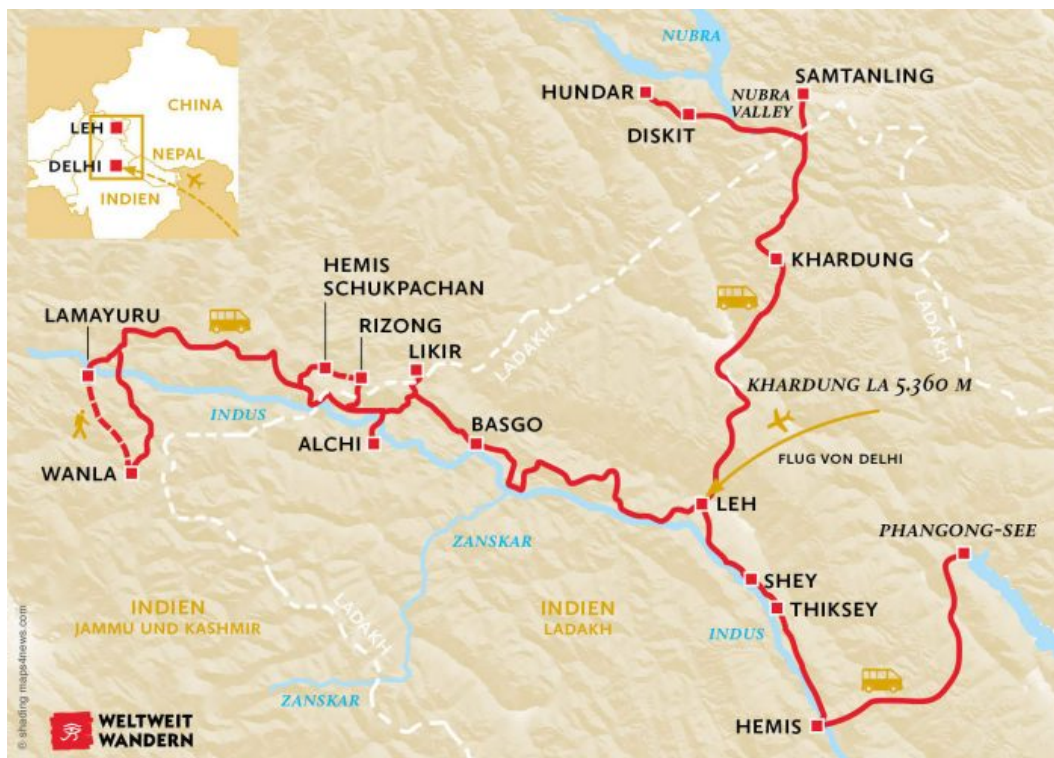 CHINA
LEH
NEPAL
DELHI
INDIEN
NUBRA
SAMTANLING
HUNDAR
NUBRA
VALLEY
DISKIT
KHARDUNG
LADAKH
LADAKH
HEMIS
SCHUKPACHAN
LAMAYURU
RIZONG
LIKIR
KHARDUNG LA 5.360 M
INDUS
BASGO
ALCHI
FLUG VON DELHI
WANLA
LEH
PHANGONG-SEE
ZANSKAR
SHEY
INDIEN
JAMMU UND KASHMIR
LADAKH
INDIEN
LADAKH
THIKSEY
INDUS
ZANSKAR
HEMIS
WELTWEIT
WANDERN
© shading maps4news.com